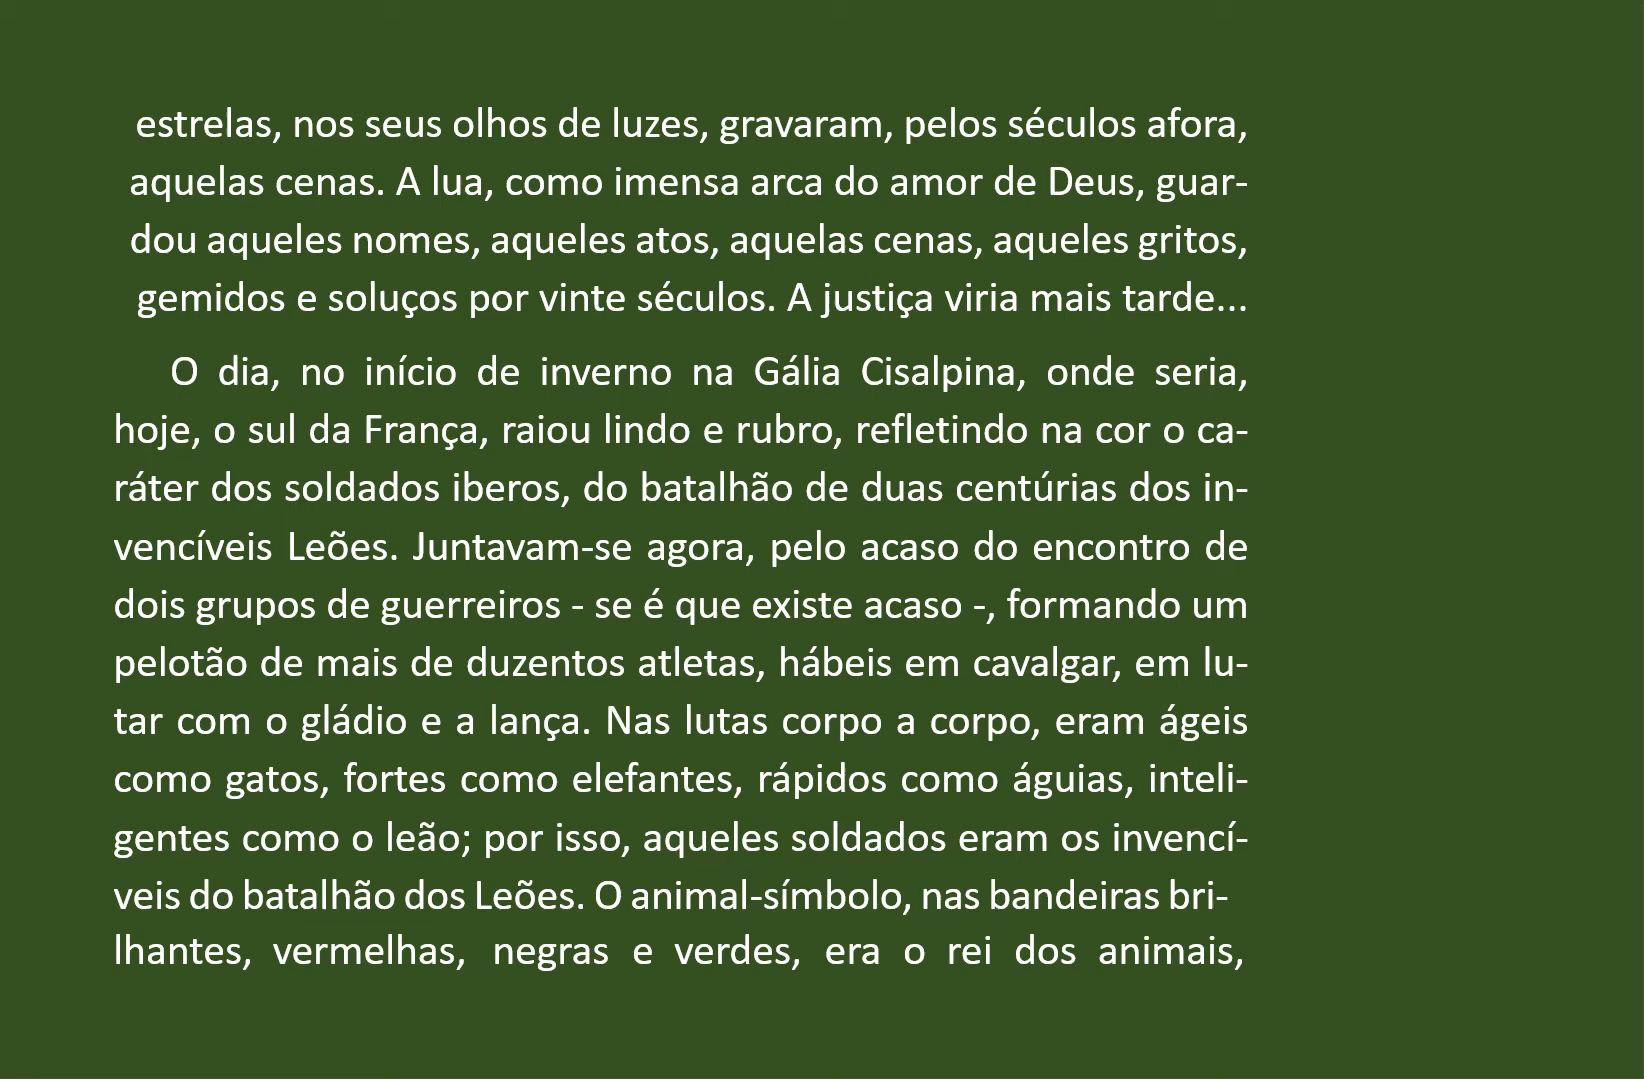 estrelas, nos seus olhos de luzes, gravaram, pelos séculos afora,
aquelas cenas. A lua, como imensa arca do amor de Deus, guar-
dou aqueles nomes, aqueles atos, aquelas cenas, aqueles gritos,
gemidos e soluços por vinte séculos. A justiça viria mais tarde...
O dia, no início de inverno na Gália Cisalpina, onde seria,
hoje, o sul da França, raiou lindo e rubro, refletindo na cor o ca-
ráter dos soldados iberos, do batalhão de duas centúrias dos in-
vencíveis Leões. Juntavam-se agora, pelo acaso do encontro de
dois grupos de guerreiros - se é que existe acaso -, formando um
pelotão de mais de duzentos atletas, hábeis em cavalgar, em lu-
tar com o gládio e a lança. Nas lutas corpo a corpo, eram ágeis
como gatos, fortes como elefantes, rápidos como águias, inteli-
gentes como o leão; por isso, aqueles soldados eram os invencí-
veis do batalhão dos Leões. O animal-símbolo, nas bandeiras bri-
lhantes, vermelhas, negras e verdes, era o rei dos animais,